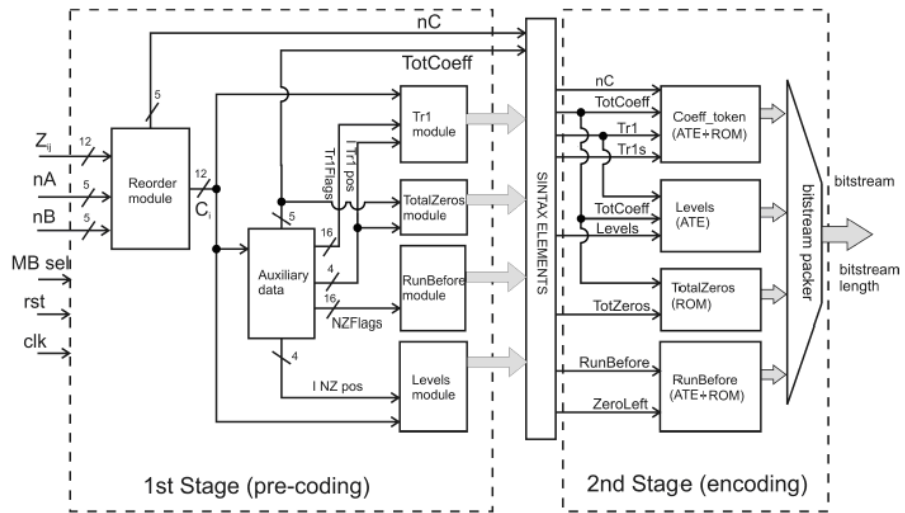 nC
TotCoeff
5
Z_ij
12
nA
5
nB
5
MB sel
rst
clk
Reorder
module
12
C_i
Auxiliary
data
5
16
4
16
NZFlags
4
l NZ pos
Tr1Flags
l Tr1 pos
Tr1
module
TotalZeros
module
RunBefore
module
Levels
module
1st Stage (pre-coding)
SINTAX ELEMENTS
nC
TotCoeff
Tr1
Tr1s
TotCoeff
Levels
TotZeros
RunBefore
ZeroLeft
Coeff_token
(ATE+ROM)
Levels
(ATE)
TotalZeros
(ROM)
RunBefore
(ATE+ROM)
2nd Stage (encoding)
bitstream packer
bitstream
bitstream
length